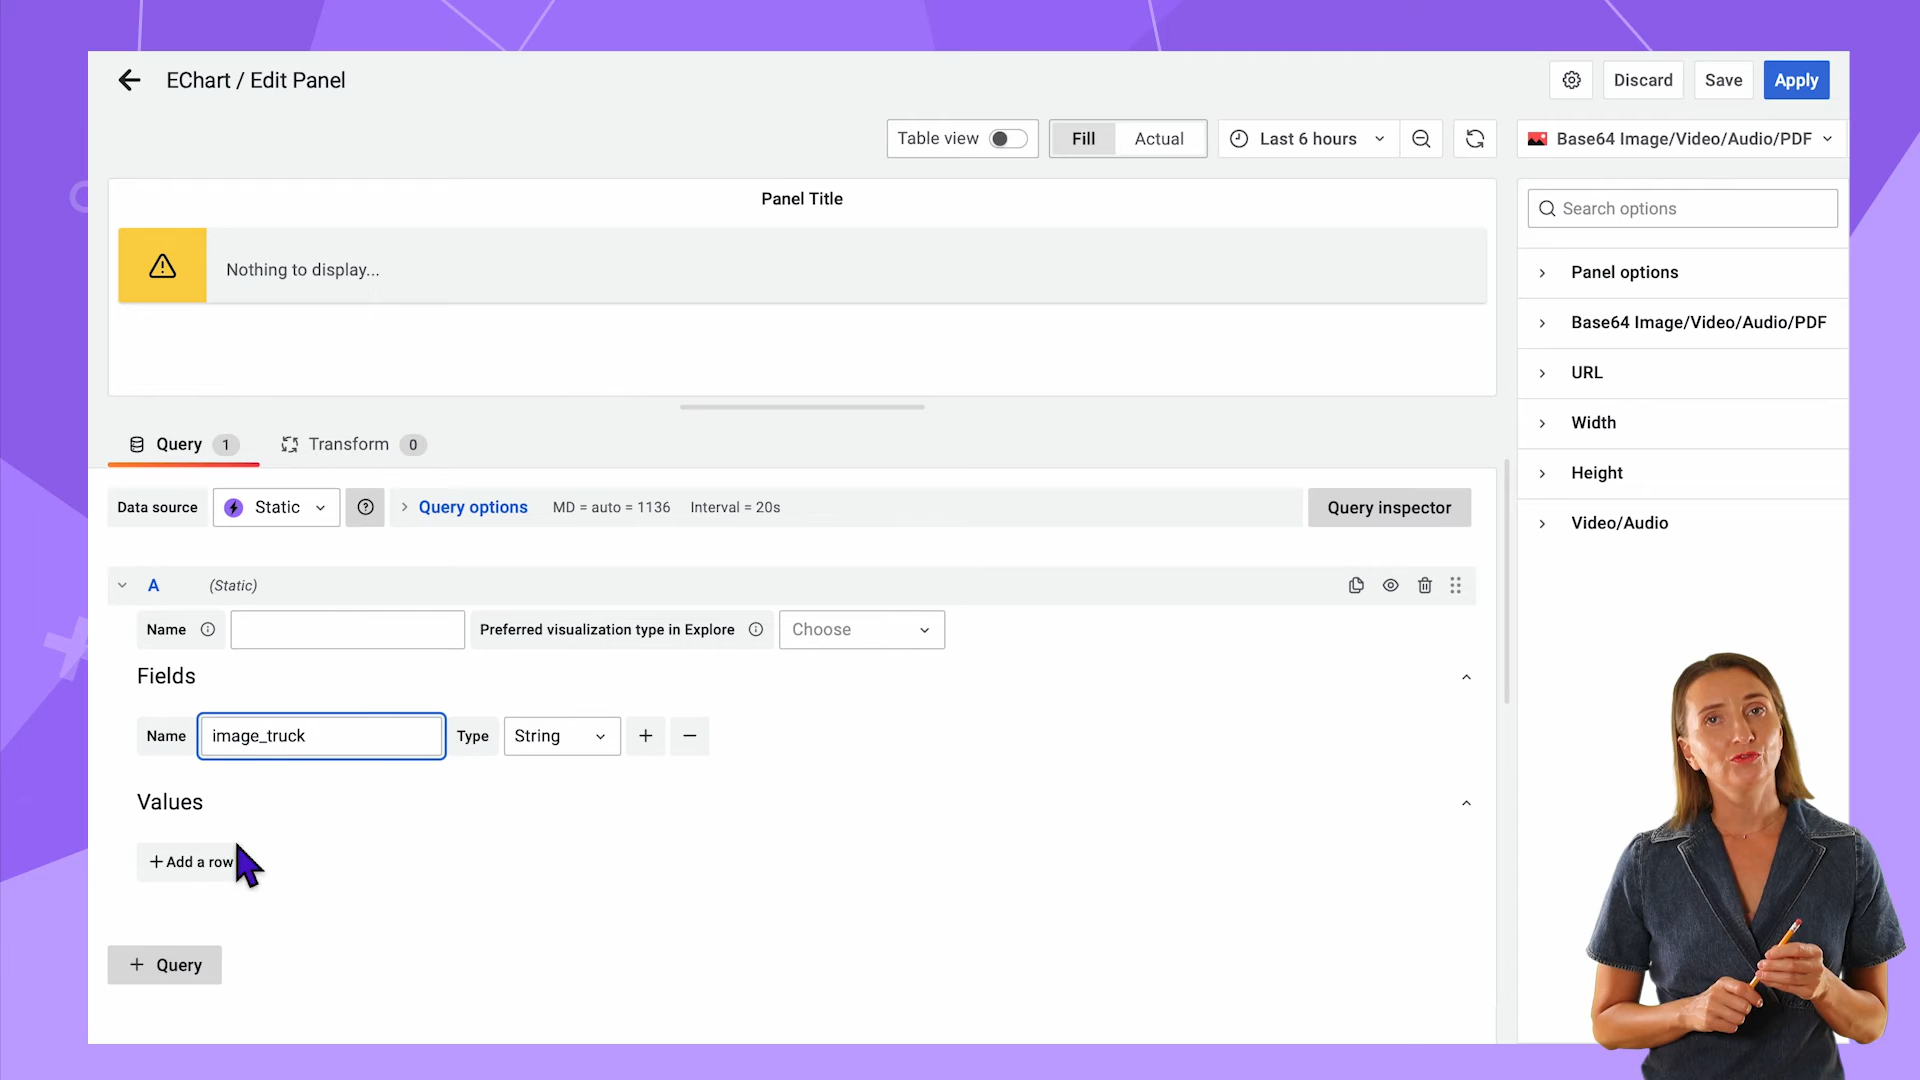 EChart / Edit Panel
Discard
Save
Apply
Table view
Fill
Actual
Last 6 hours
Base64 Image/Video/Audio/PDF
Panel Title
Nothing to display...
Search options
Panel options
Base64 Image/Video/Audio/PDF
URL
Width
Height
Video/Audio
Query 1
Transform 0
Data source
Static
Query options
MD = auto = 1136
Interval = 20s
Query inspector
A
(Static)
Name
Preferred visualization type in Explore
Choose
Fields
Name
image_truck
Type
String
Values
+ Add a row
+ Query